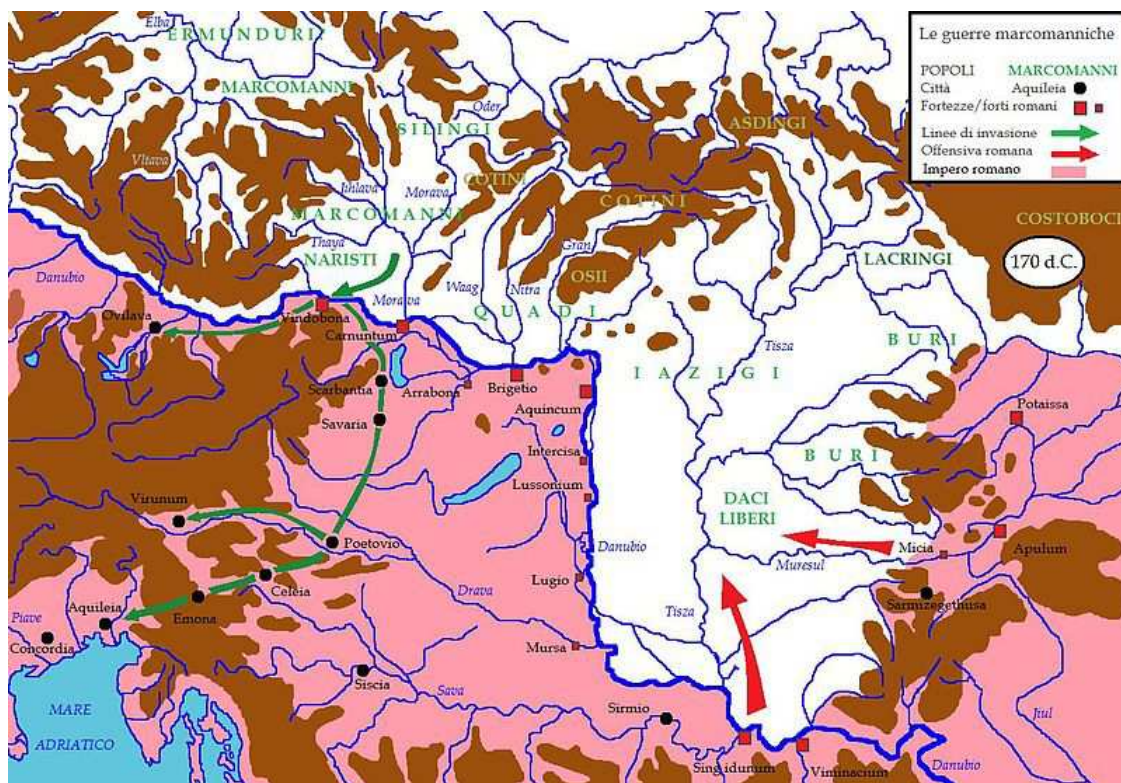 Le guerre marcomanniche
POPOLI MARCOMANNI
Città Aquileia
Fortezze/forti romani
Linee di invasione
Offensiva romana
Impero romano
170 d.C.
Elba
ERMUNDURI
MARCOMANNI
Oder
SILINGI
ASDINGI
Vltava
Jihlava
Morava
COTINI
COTINI
MARCOMANNI
COSTOBOCI
Thaya
NARISTI
Gran
LACRINGI
Danubio
Morava
Waag
Nitra
OSII
Ovilava
Vindobona
QUADI
Carnuntum
Tisza
BURI
Scarbantia
Arrabona
Brigetio
IAZIGI
Aquincum
Savaria
Potaissa
Intercisa
BURI
Lussonium
Virunum
DACI
LIBERI
Poetovio
Danubio
Micia
Apulum
Muresul
Celeia
Lugio
Drava
Sarmizegethusa
Emona
Aquileia
Piave
Tisza
Concordia
Mursa
Siscia
Sava
MARE
ADRIATICO
Sirmio
Jiul
Singidunum
Viminacium
Danubio